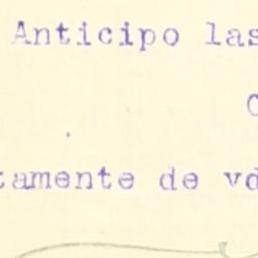 Anticipo las
tamente de vd